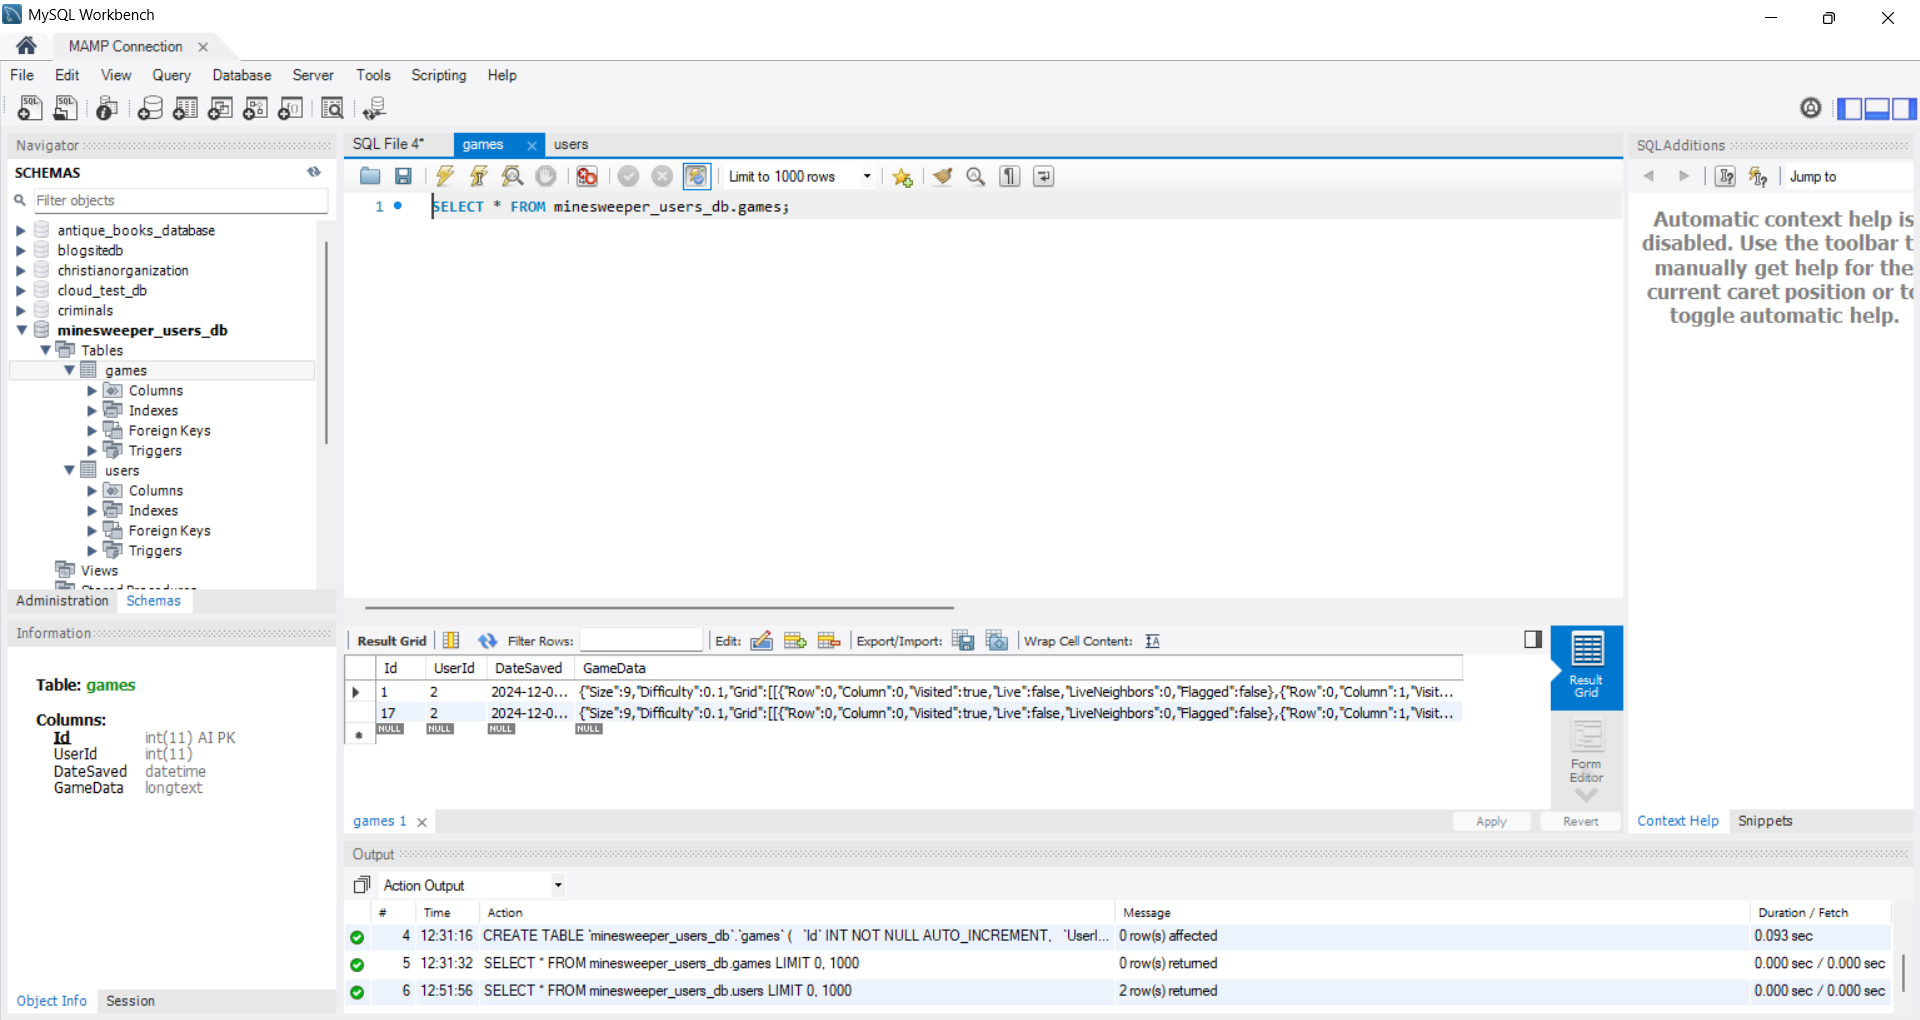 MySQL Workbench
MAMP Connection
File Edit View Query Database Server Tools Scripting Help
Navigator
SCHEMAS
Filter objects
antique_books_database
blogsitedb
christianorganization
cloud_test_db
criminals
minesweeper_users_db
Tables
games
Columns
Indexes
Foreign Keys
Triggers
users
Columns
Indexes
Foreign Keys
Triggers
Views
Administration Schemas
Information
Table: games
Columns:
Id int(11) AI PK
UserId int(11)
DateSaved datetime
GameData longtext
Object Info Session
SQL File 4* games users
Limit to 1000 rows
1 SELECT * FROM minesweeper_users_db.games;
Result Grid Filter Rows: Edit: Export/Import: Wrap Cell Content:
Id UserId DateSaved GameData
1 2 2024-12-0... {"Size":9,"Difficulty":0.1,"Grid":[[{"Row":0,"Column":0,"Visited":true,"Live":false,"LiveNeighbors":0,"Flagged":false},{"Row":0,"Column":1,"Visit...
17 2 2024-12-0... {"Size":9,"Difficulty":0.1,"Grid":[[{"Row":0,"Column":0,"Visited":true,"Live":false,"LiveNeighbors":0,"Flagged":false},{"Row":0,"Column":1,"Visit...
NULL NULL NULL NULL
Result
Grid
Form
Editor
games 1 Apply Revert
SQLAdditions
Jump to
Automatic context help is
disabled. Use the toolbar t
manually get help for the
current caret position or to
toggle automatic help.
Context Help Snippets
Output
Action Output
# Time Action Message Duration / Fetch
4 12:31:16 CREATE TABLE `minesweeper_users_db`.`games` ( `Id` INT NOT NULL AUTO_INCREMENT, `UserI... 0 row(s) affected 0.093 sec
5 12:31:32 SELECT * FROM minesweeper_users_db.games LIMIT 0, 1000 0 row(s) returned 0.000 sec / 0.000 sec
6 12:51:56 SELECT * FROM minesweeper_users_db.users LIMIT 0, 1000 2 row(s) returned 0.000 sec / 0.000 sec